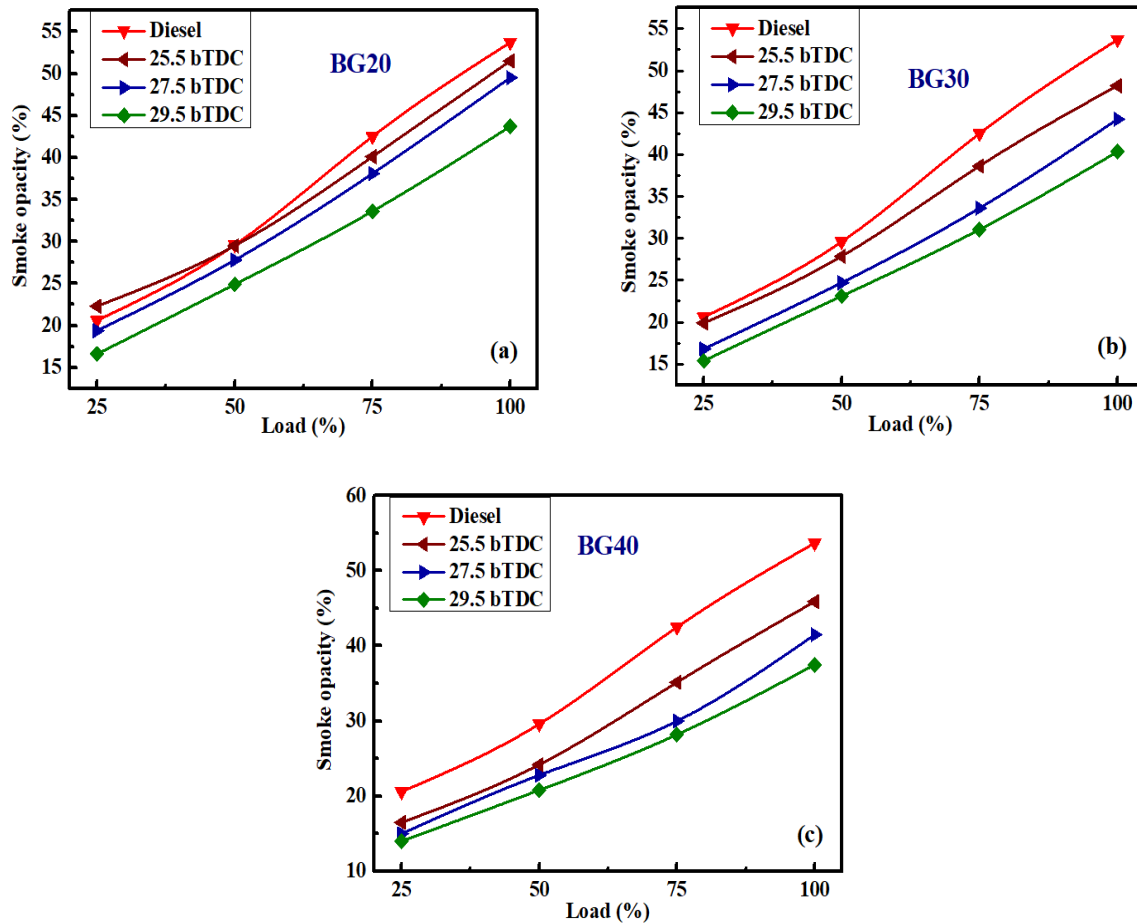 Diesel
25.5 bTDC
27.5 bTDC
29.5 bTDC
BG20
55
50
45
40
35
30
25
20
15
Smoke opacity (%)
(a)
25 50 75 100
Load (%)
Diesel
25.5 bTDC
27.5 bTDC
29.5 bTDC
BG30
55
50
45
40
35
30
25
20
15
Smoke opacity (%)
(b)
25 50 75 100
Load (%)
Diesel
25.5 bTDC
27.5 bTDC
29.5 bTDC
BG40
60
50
40
30
20
10
Smoke opacity (%)
(c)
25 50 75 100
Load (%)